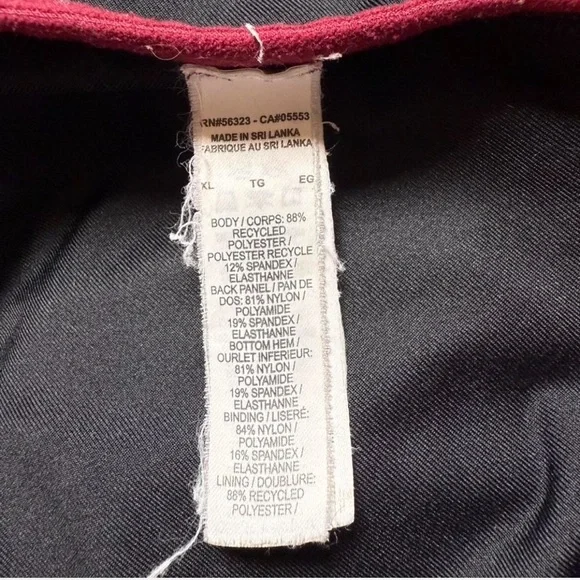 RN#56323 - CA#05553
MADE IN SRI LANKA
FABRIQUE AU SRI LANKA
XL TG EG
BODY / CORPS: 88%
RECYCLED
POLYESTER /
POLYESTER RECYCLE
12% SPANDEX /
ELASTHANNE
BACK PANEL / PAN DE
DOS: 81% NYLON /
POLYAMIDE
19% SPANDEX /
ELASTHANNE
BOTTOM HEM /
OURLET INFERIEUR:
81% NYLON /
POLYAMIDE
19% SPANDEX /
ELASTHANNE
BINDING / LISERÉ:
84% NYLON /
POLYAMIDE
16% SPANDEX /
ELASTHANNE
LINING / DOUBLURE:
88% RECYCLED
POLYESTER /